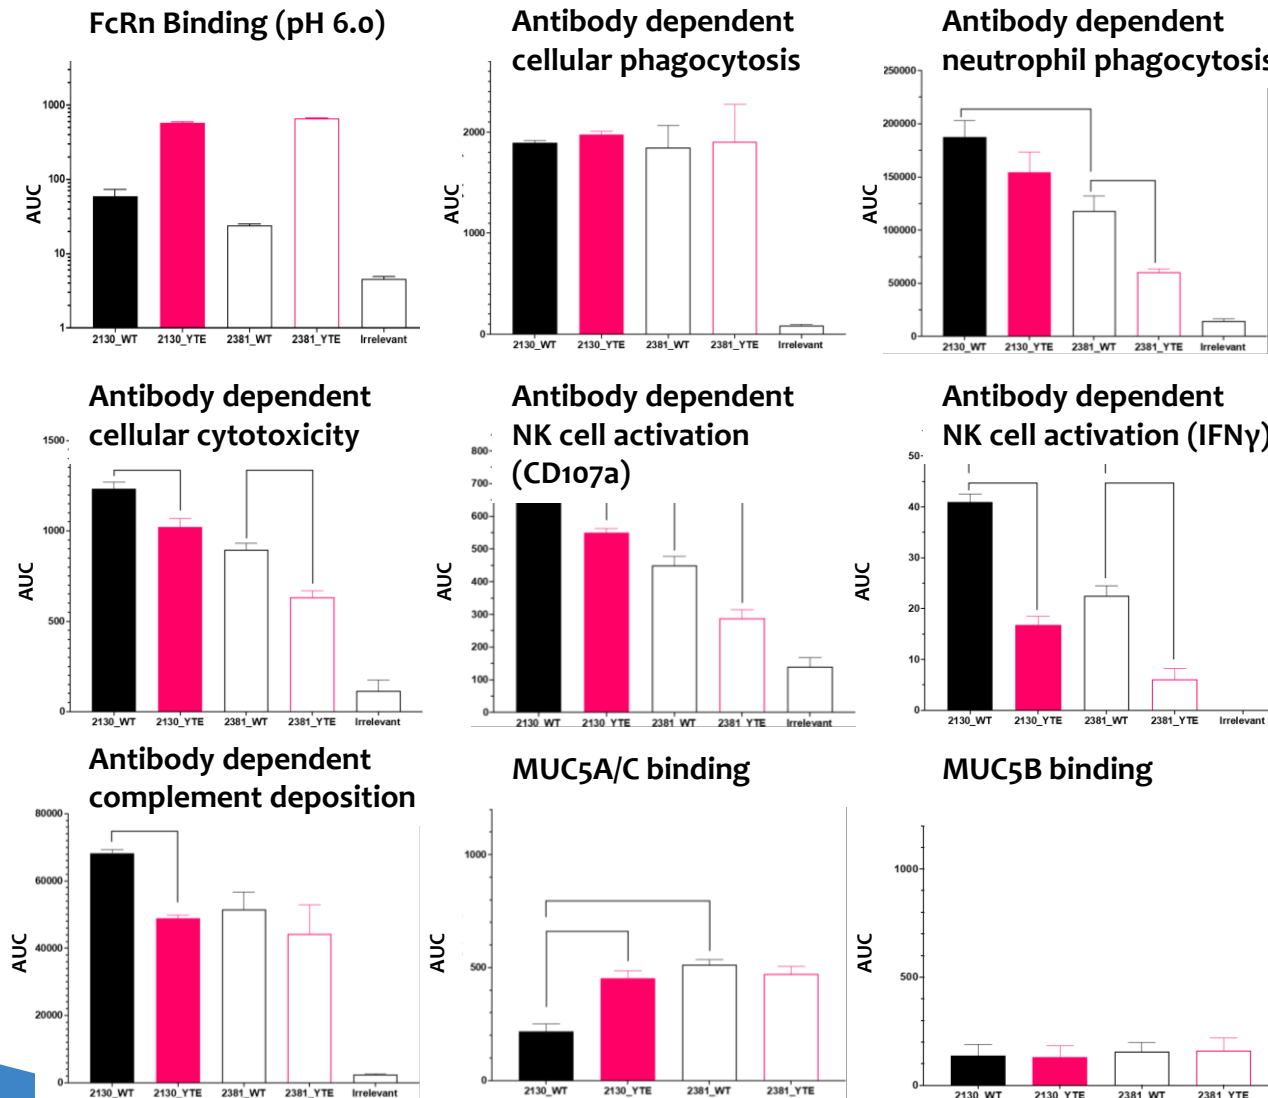 FcRn Binding (pH 6.0)
AUC
1000
100
10
1
2130_WT 2130_YTE 2381_WT 2381_YTE Irrelevant
Antibody dependent
cellular phagocytosis
AUC
2000
1000
0
2130_WT 2130_YTE 2381_WT 2381_YTE Irrelevant
Antibody dependent
neutrophil phagocytosis
AUC
250000
200000
150000
100000
50000
0
2130_WT 2130_YTE 2381_WT 2381_YTE Irrelevant
Antibody dependent
cellular cytotoxicity
AUC
1500
1000
500
0
2130_WT 2130_YTE 2381_WT 2381_YTE Irrelevant
Antibody dependent
NK cell activation
(CD107a)
AUC
800
700
600
500
400
300
200
100
0
2130_WT 2130_YTE 2381_WT 2381_YTE Irrelevant
Antibody dependent
NK cell activation (IFNγ)
AUC
50
40
30
20
10
0
2130_WT 2130_YTE 2381_WT 2381_YTE Irrelevant
Antibody dependent
complement deposition
AUC
80000
60000
40000
20000
0
2130_WT 2130_YTE 2381_WT 2381_YTE Irrelevant
MUC5A/C binding
AUC
1000
500
0
2130_WT 2130_YTE 2381_WT 2381_YTE
MUC5B binding
AUC
1000
500
0
2130_WT 2130_YTE 2381_WT 2381_YTE